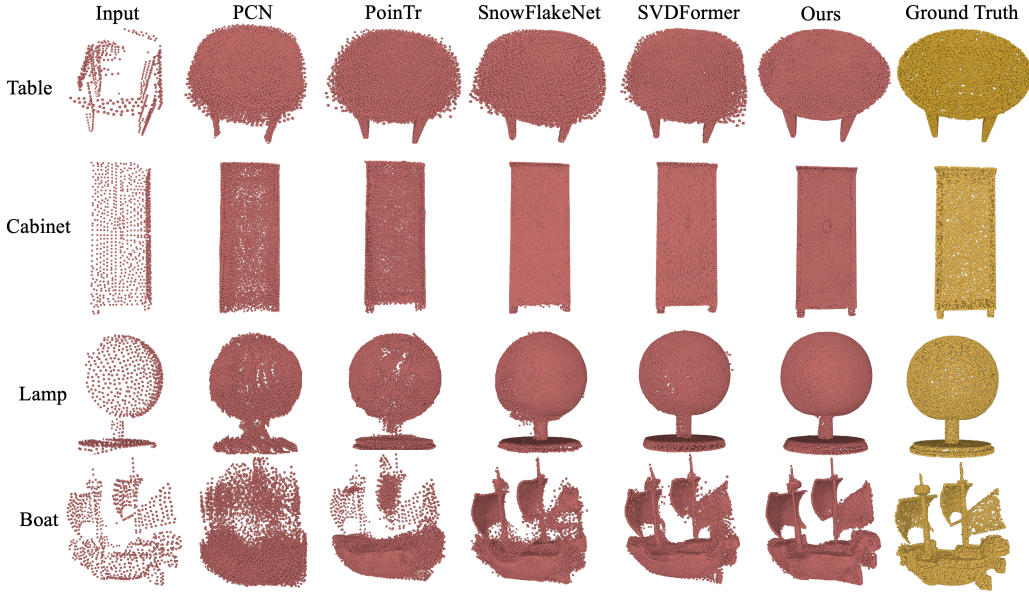 Input PCN PoinTr SnowFlakeNet SVDFormer Ours Ground Truth
Table
Cabinet
Lamp
Boat